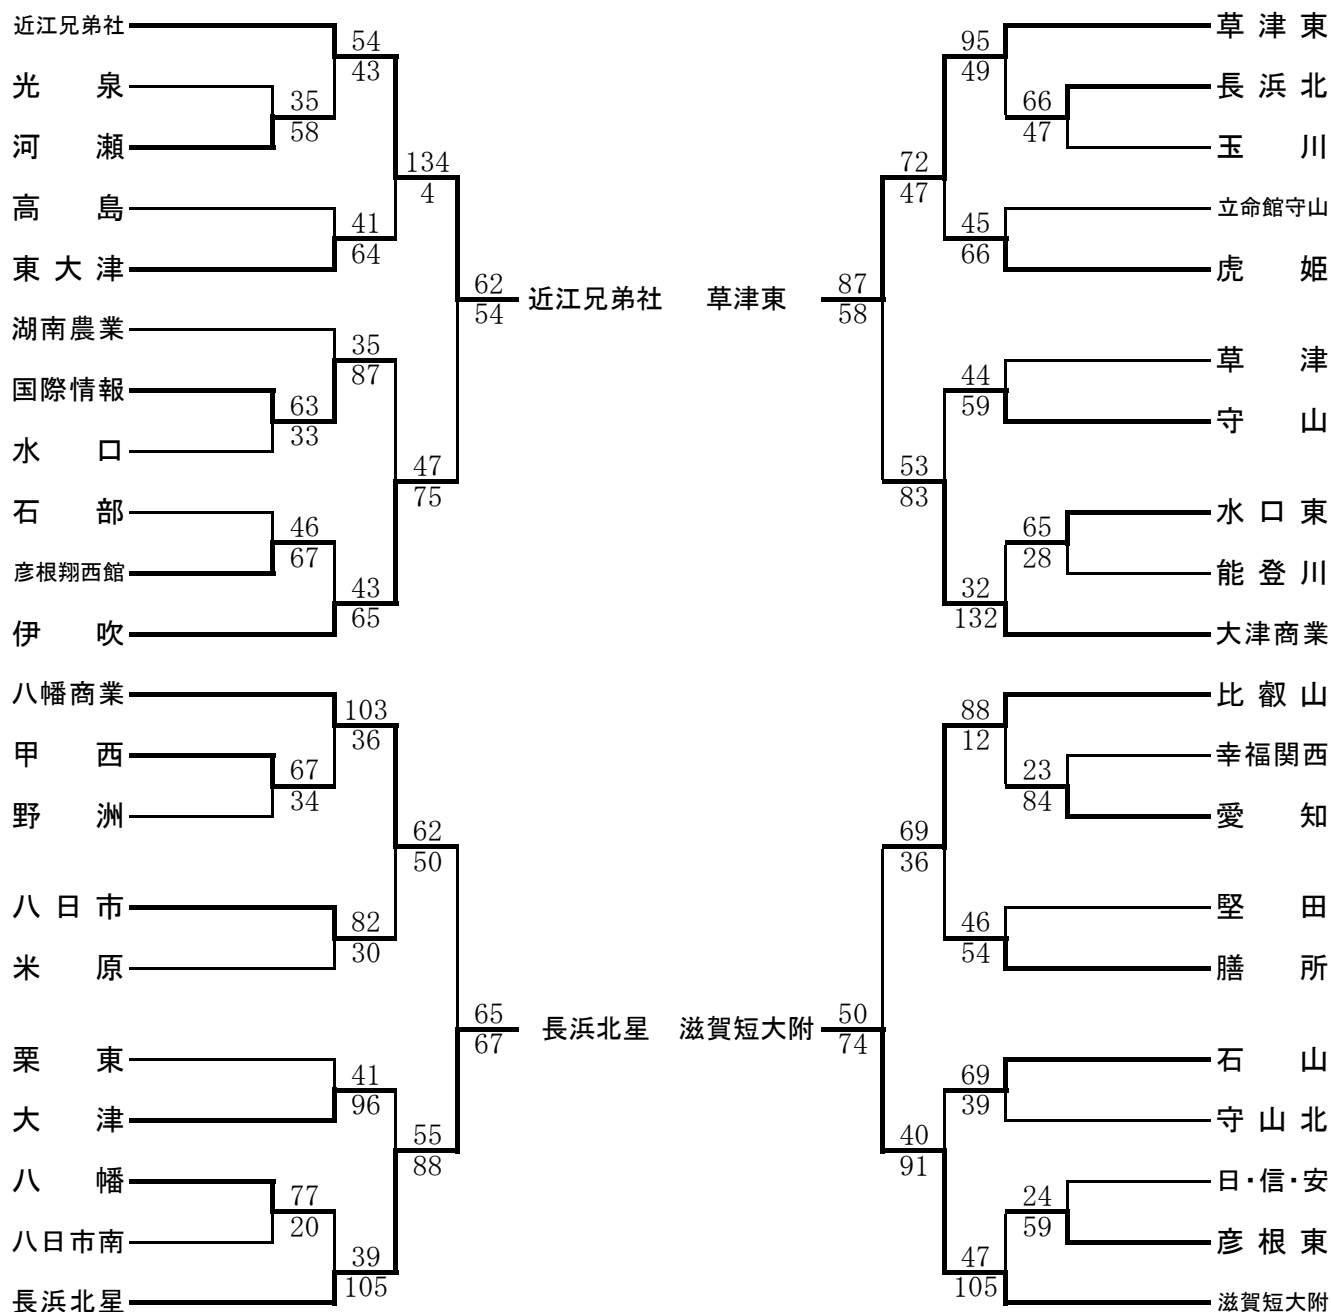 近江兄弟社 54 95 草津東
43 49
光泉 35 66 長浜北
58 47
河瀬 134 72 玉川
4 47
高島 41 45 立命館守山
64 66
東大津 虎姫
62 近江兄弟社 草津東 87
54 58
湖南農業 35 草津
87 44
国際情報 63 59 守山
33
水口 47 53
75 83
石部 46 65 水口東
67 28
彦根翔西館 43 32 能登川
65 132
伊吹 大津商業
八幡商業 103 88 比叡山
36 12
甲西 67 23 幸福関西
34 84
野洲 62 69 愛知
50 36
八日市 82 46 堅田
30 54
米原 膳所
65 長浜北星 滋賀短大附 50
67 74
栗東 41 69 石山
96 39
大津 55 40 守山北
88 91
八幡 77 24 日・信・安
20 59
八日市南 39 47 彦根東
105 105
長浜北星 滋賀短大附